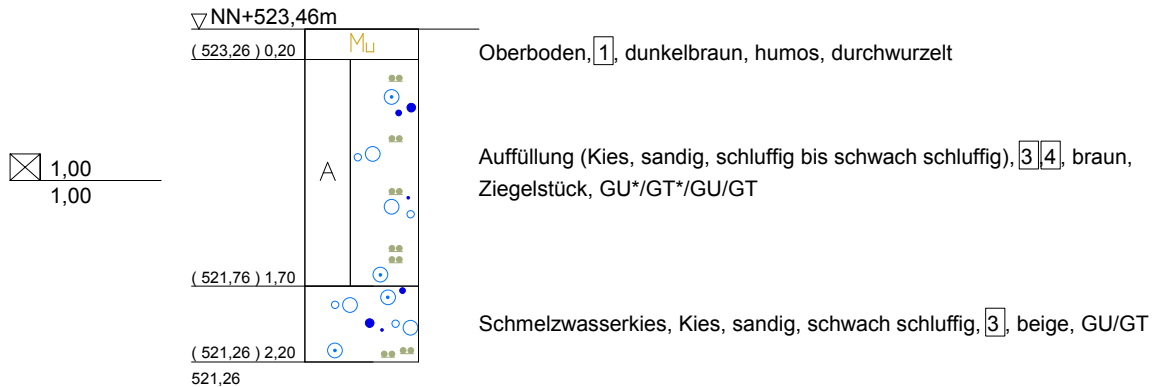 NN+523,46m
( 523,26 ) 0,20
Mu
Oberboden, 1, dunkelbraun, humos, durchwurzelt
1,00
1,00
A
Auffüllung (Kies, sandig, schluffig bis schwach schluffig), 3,4, braun,
Ziegelstück, GU*/GT*/GU/GT
( 521,76 ) 1,70
Schmelzwasserkies, Kies, sandig, schwach schluffig, 3, beige, GU/GT
( 521,26 ) 2,20
521,26